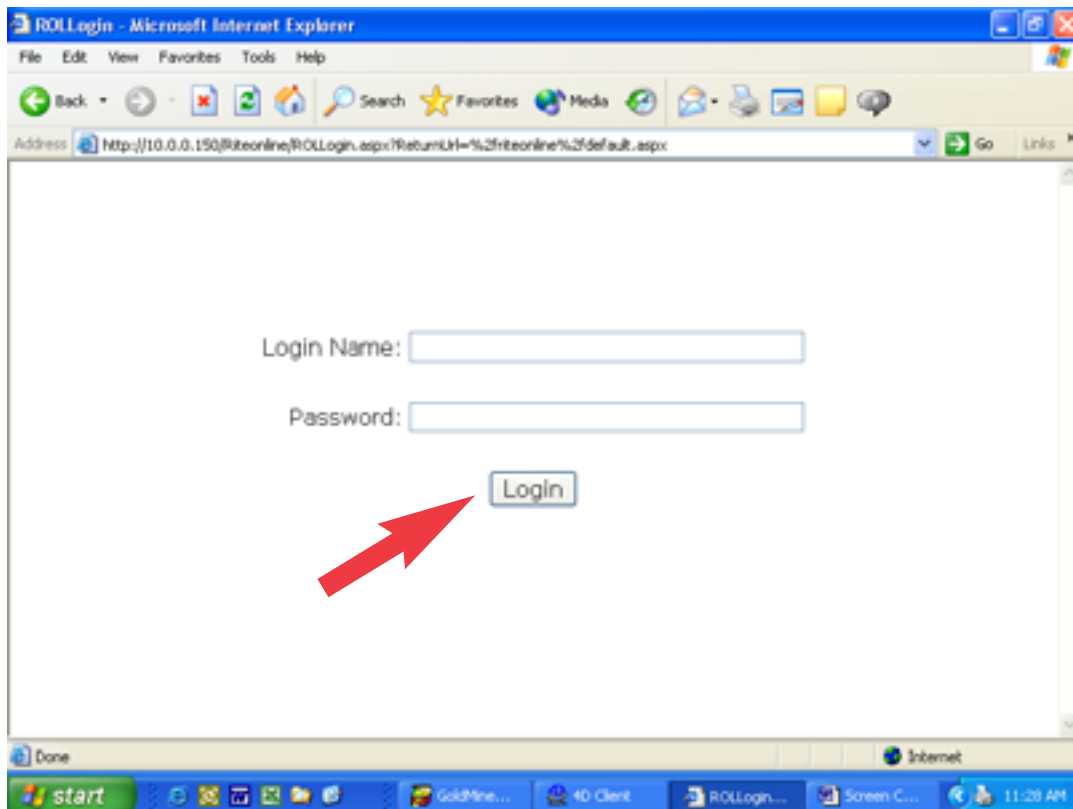 ROLLogin - Microsoft Internet Explorer
File Edit View Favorites Tools Help
Back Search Favorites Media
Address http://10.0.0.150/Riteonline/ROLLogin.aspx?ReturnUrl=%2friteonline%2fdefault.aspx Go Links
Login Name:
Password:
Login
Done Internet
start GoldMine... 4D Client ROLLogin... Screen C... 11:28 AM